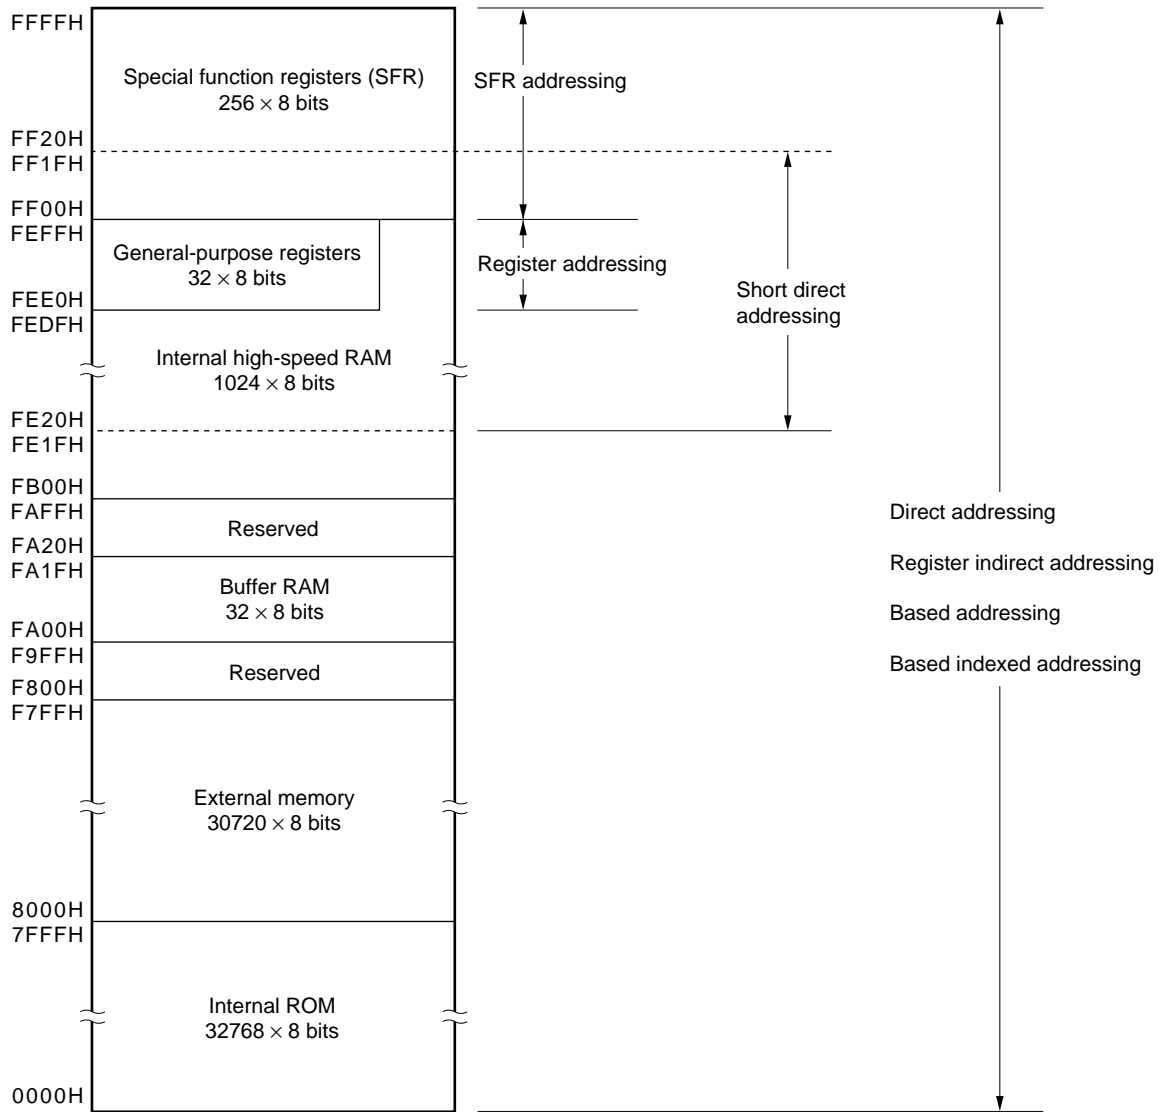 FFFFH
Special function registers (SFR)
256 × 8 bits
SFR addressing
FF20H
FF1FH
FF00H
FEFFH
General-purpose registers
32 × 8 bits
Register addressing
Short direct
addressing
FEE0H
FEDFH
Internal high-speed RAM
1024 × 8 bits
FE20H
FE1FH
FB00H
FAFFH
Reserved
FA20H
FA1FH
Buffer RAM
32 × 8 bits
FA00H
F9FFH
Reserved
F800H
F7FFH
Direct addressing
Register indirect addressing
Based addressing
Based indexed addressing
External memory
30720 × 8 bits
8000H
7FFFH
Internal ROM
32768 × 8 bits
0000H